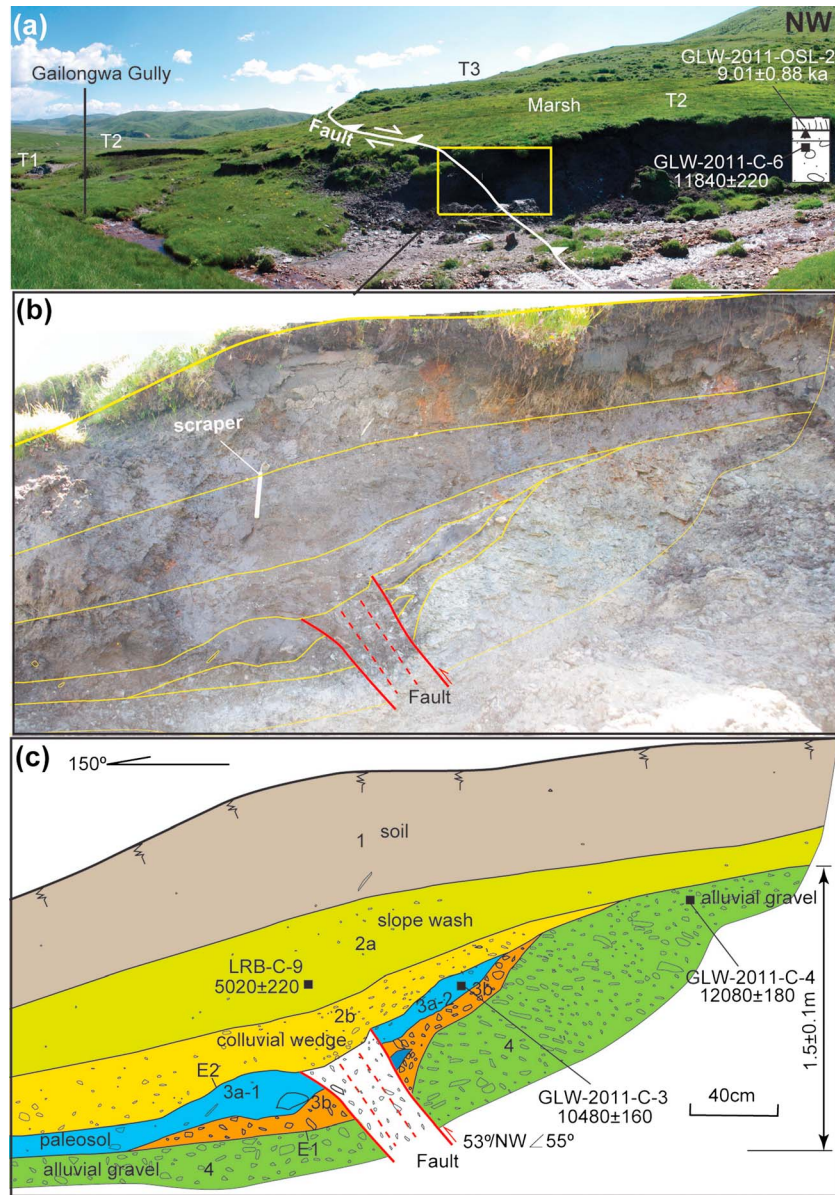 (a)
NW
GLW-2011-OSL-2
9.01±0.88 ka
Gailongwa Gully
T3
Marsh
T2
T2
T1
Fault
GLW-2011-C-6
11840±220
(b)
scraper
Fault
(c)
150º
1
soil
slope wash
2a
alluvial gravel
LRB-C-9
5020±220
GLW-2011-C-4
12080±180
2b
3a-2
3b
colluvial wedge
4
1.5±0.1m
E2
3a-1
3b
GLW-2011-C-3
10480±160
40cm
paleosol
E1
53º/NW∠55º
alluvial gravel
4
Fault